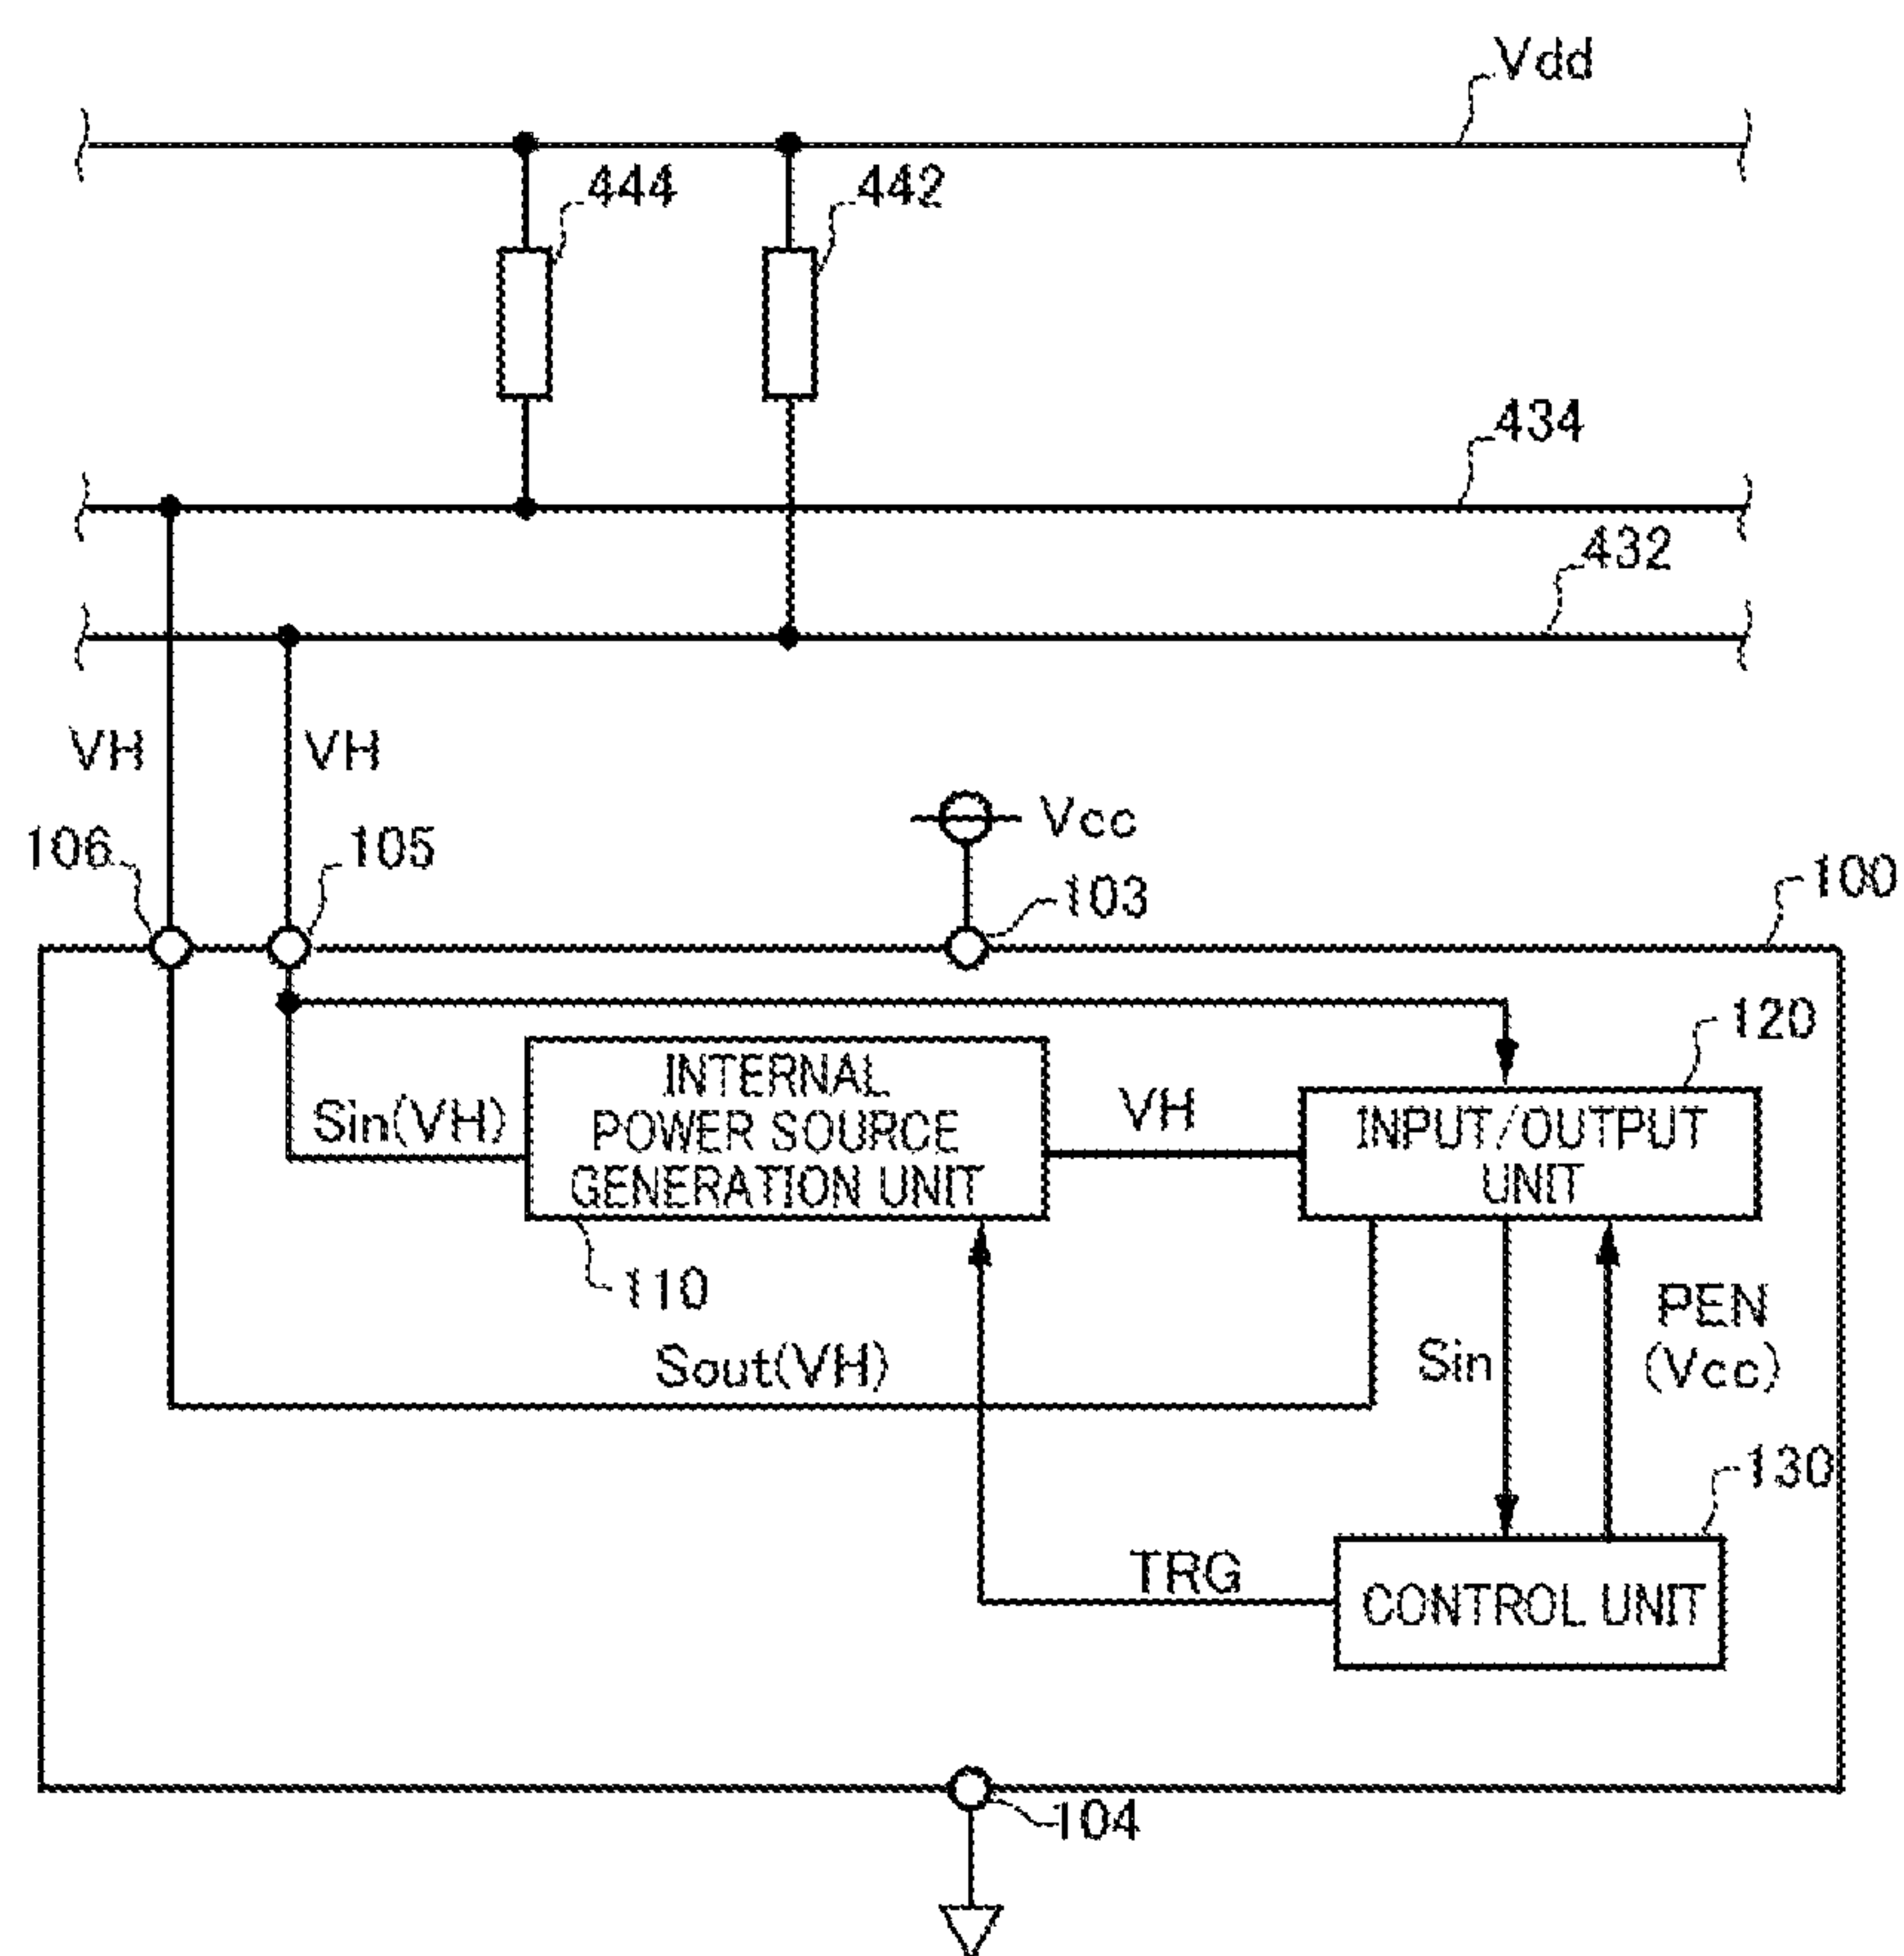 Vdd
444
442
434
432
VH
VH
Vcc
106
105
103
100
120
INTERNAL
POWER SOURCE
GENERATION UNIT
Sin(VH)
VH
INPUT/OUTPUT
UNIT
110
PEN
(Vcc)
Sout(VH)
Sin
130
TRG
CONTROL UNIT
104